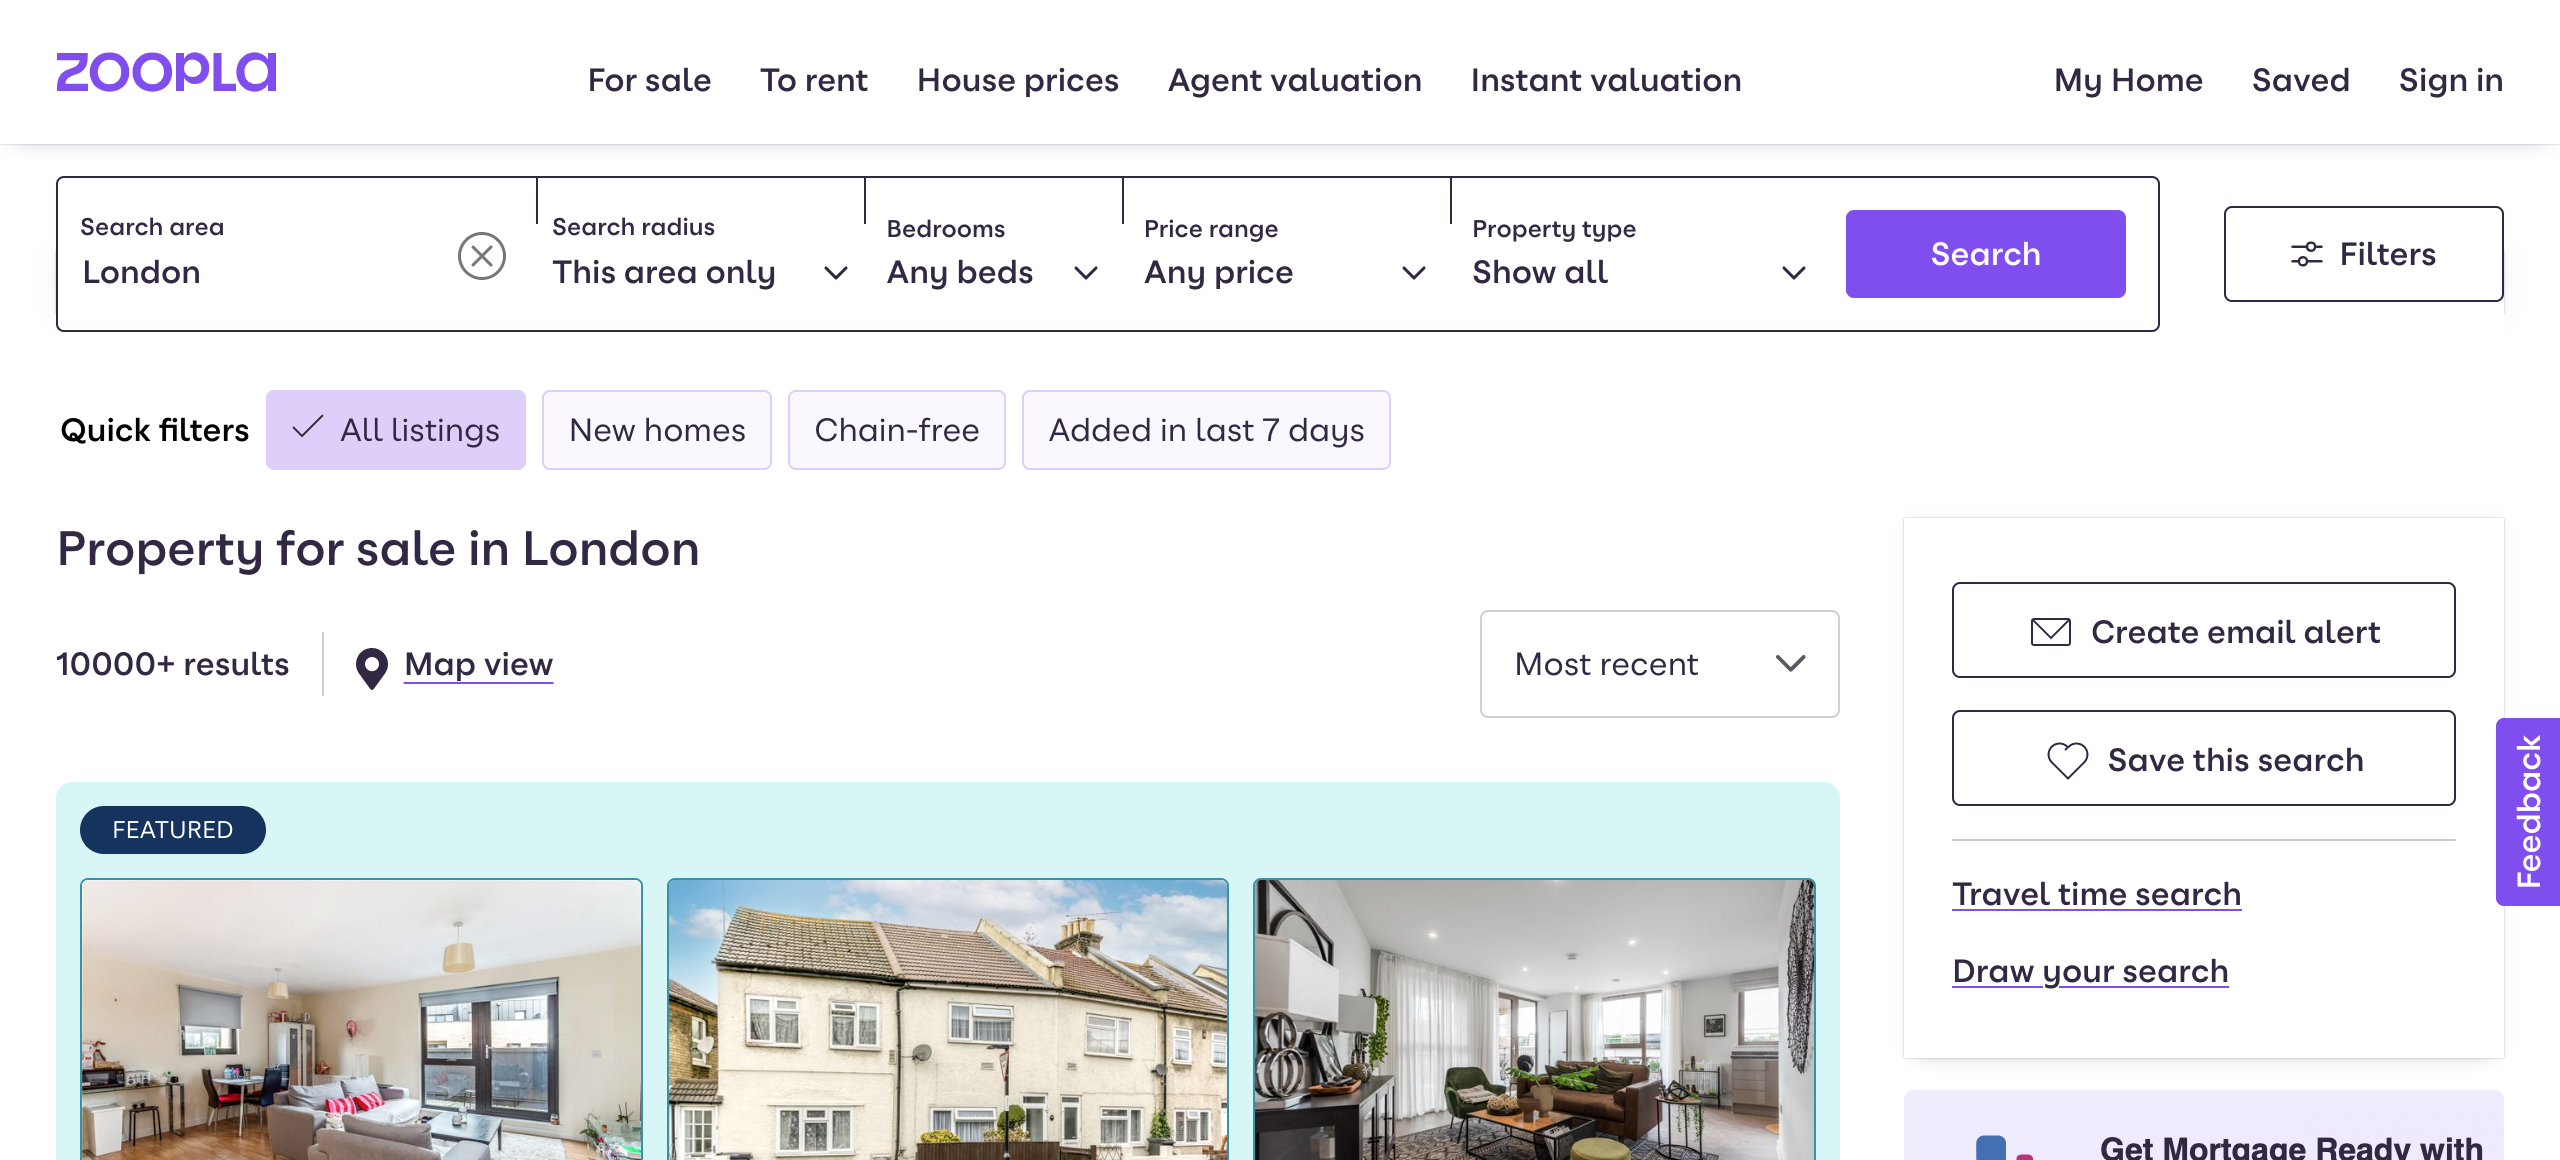 zoopla
For sale To rent House prices Agent valuation Instant valuation My Home Saved Sign in
Search area Search radius Bedrooms Price range Property type
London This area only Any beds Any price Show all Search Filters
Quick filters All listings New homes Chain-free Added in last 7 days
Property for sale in London
10000+ results Map view Most recent
Create email alert
Save this search
Feedback
FEATURED
Travel time search
Draw your search
Get Mortgage Ready with